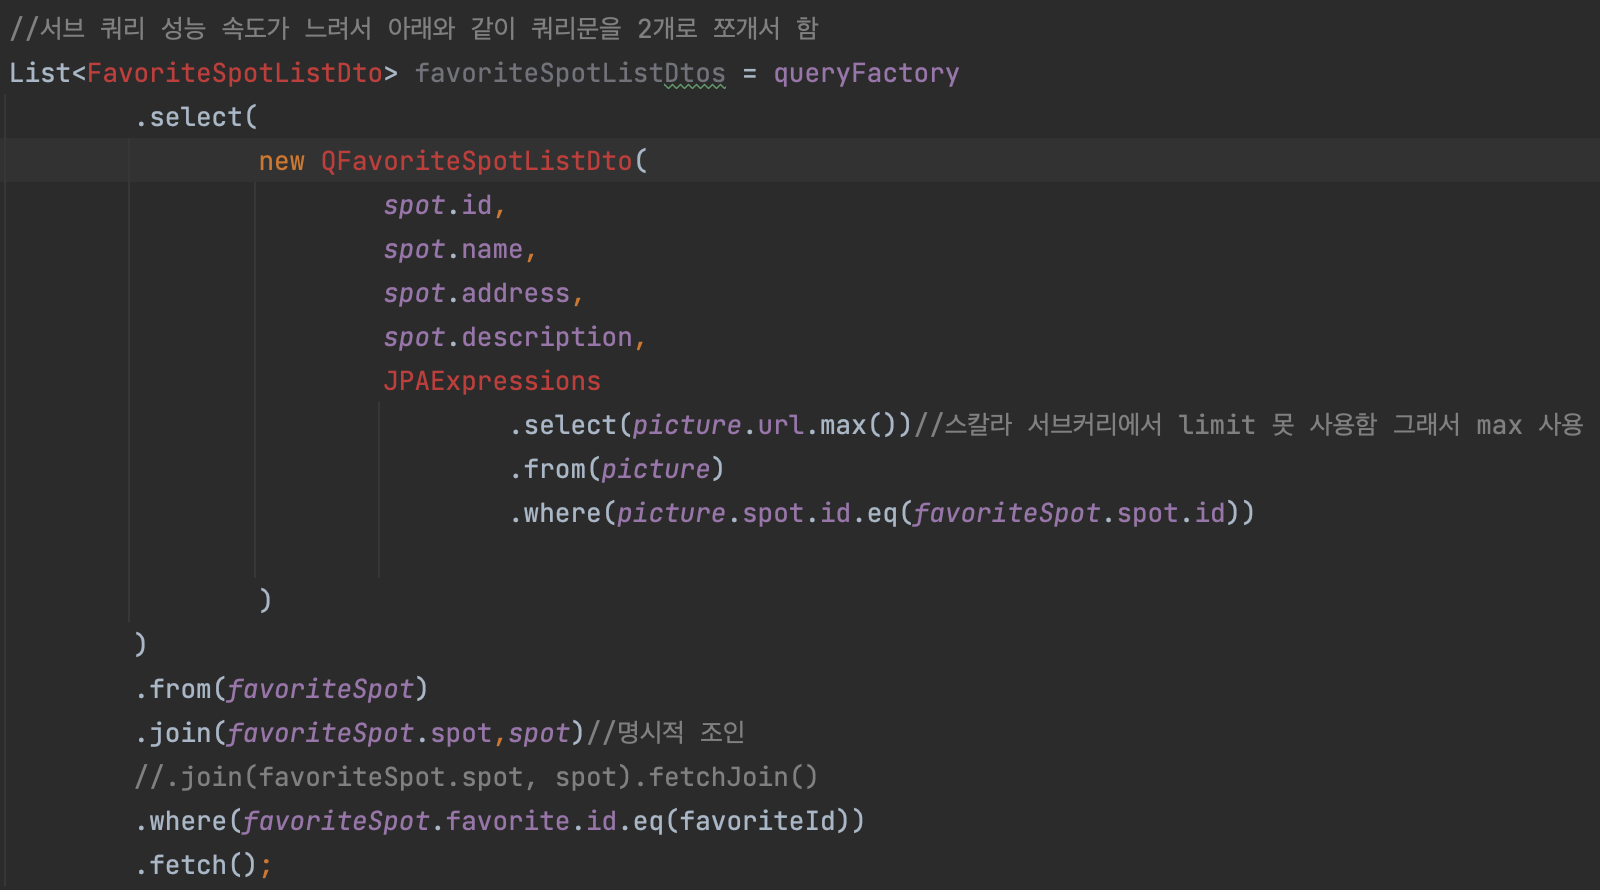 //서브 쿼리 성능 속도가 느려서 아래와 같이 쿼리문을 2개로 쪼개서 함
List<FavoriteSpotListDto> favoriteSpotListDtos = queryFactory
.select(
new QFavoriteSpotListDto(
spot.id,
spot.name,
spot.address,
spot.description,
JPAExpressions
.select(picture.url.max())//스칼라 서브커리에서 limit 못 사용함 그래서 max 사용
.from(picture)
.where(picture.spot.id.eq(favoriteSpot.spot.id))
)
)
.from(favoriteSpot)
.join(favoriteSpot.spot,spot)//명시적 조인
//.join(favoriteSpot.spot, spot).fetchJoin()
.where(favoriteSpot.favorite.id.eq(favoriteId))
.fetch();